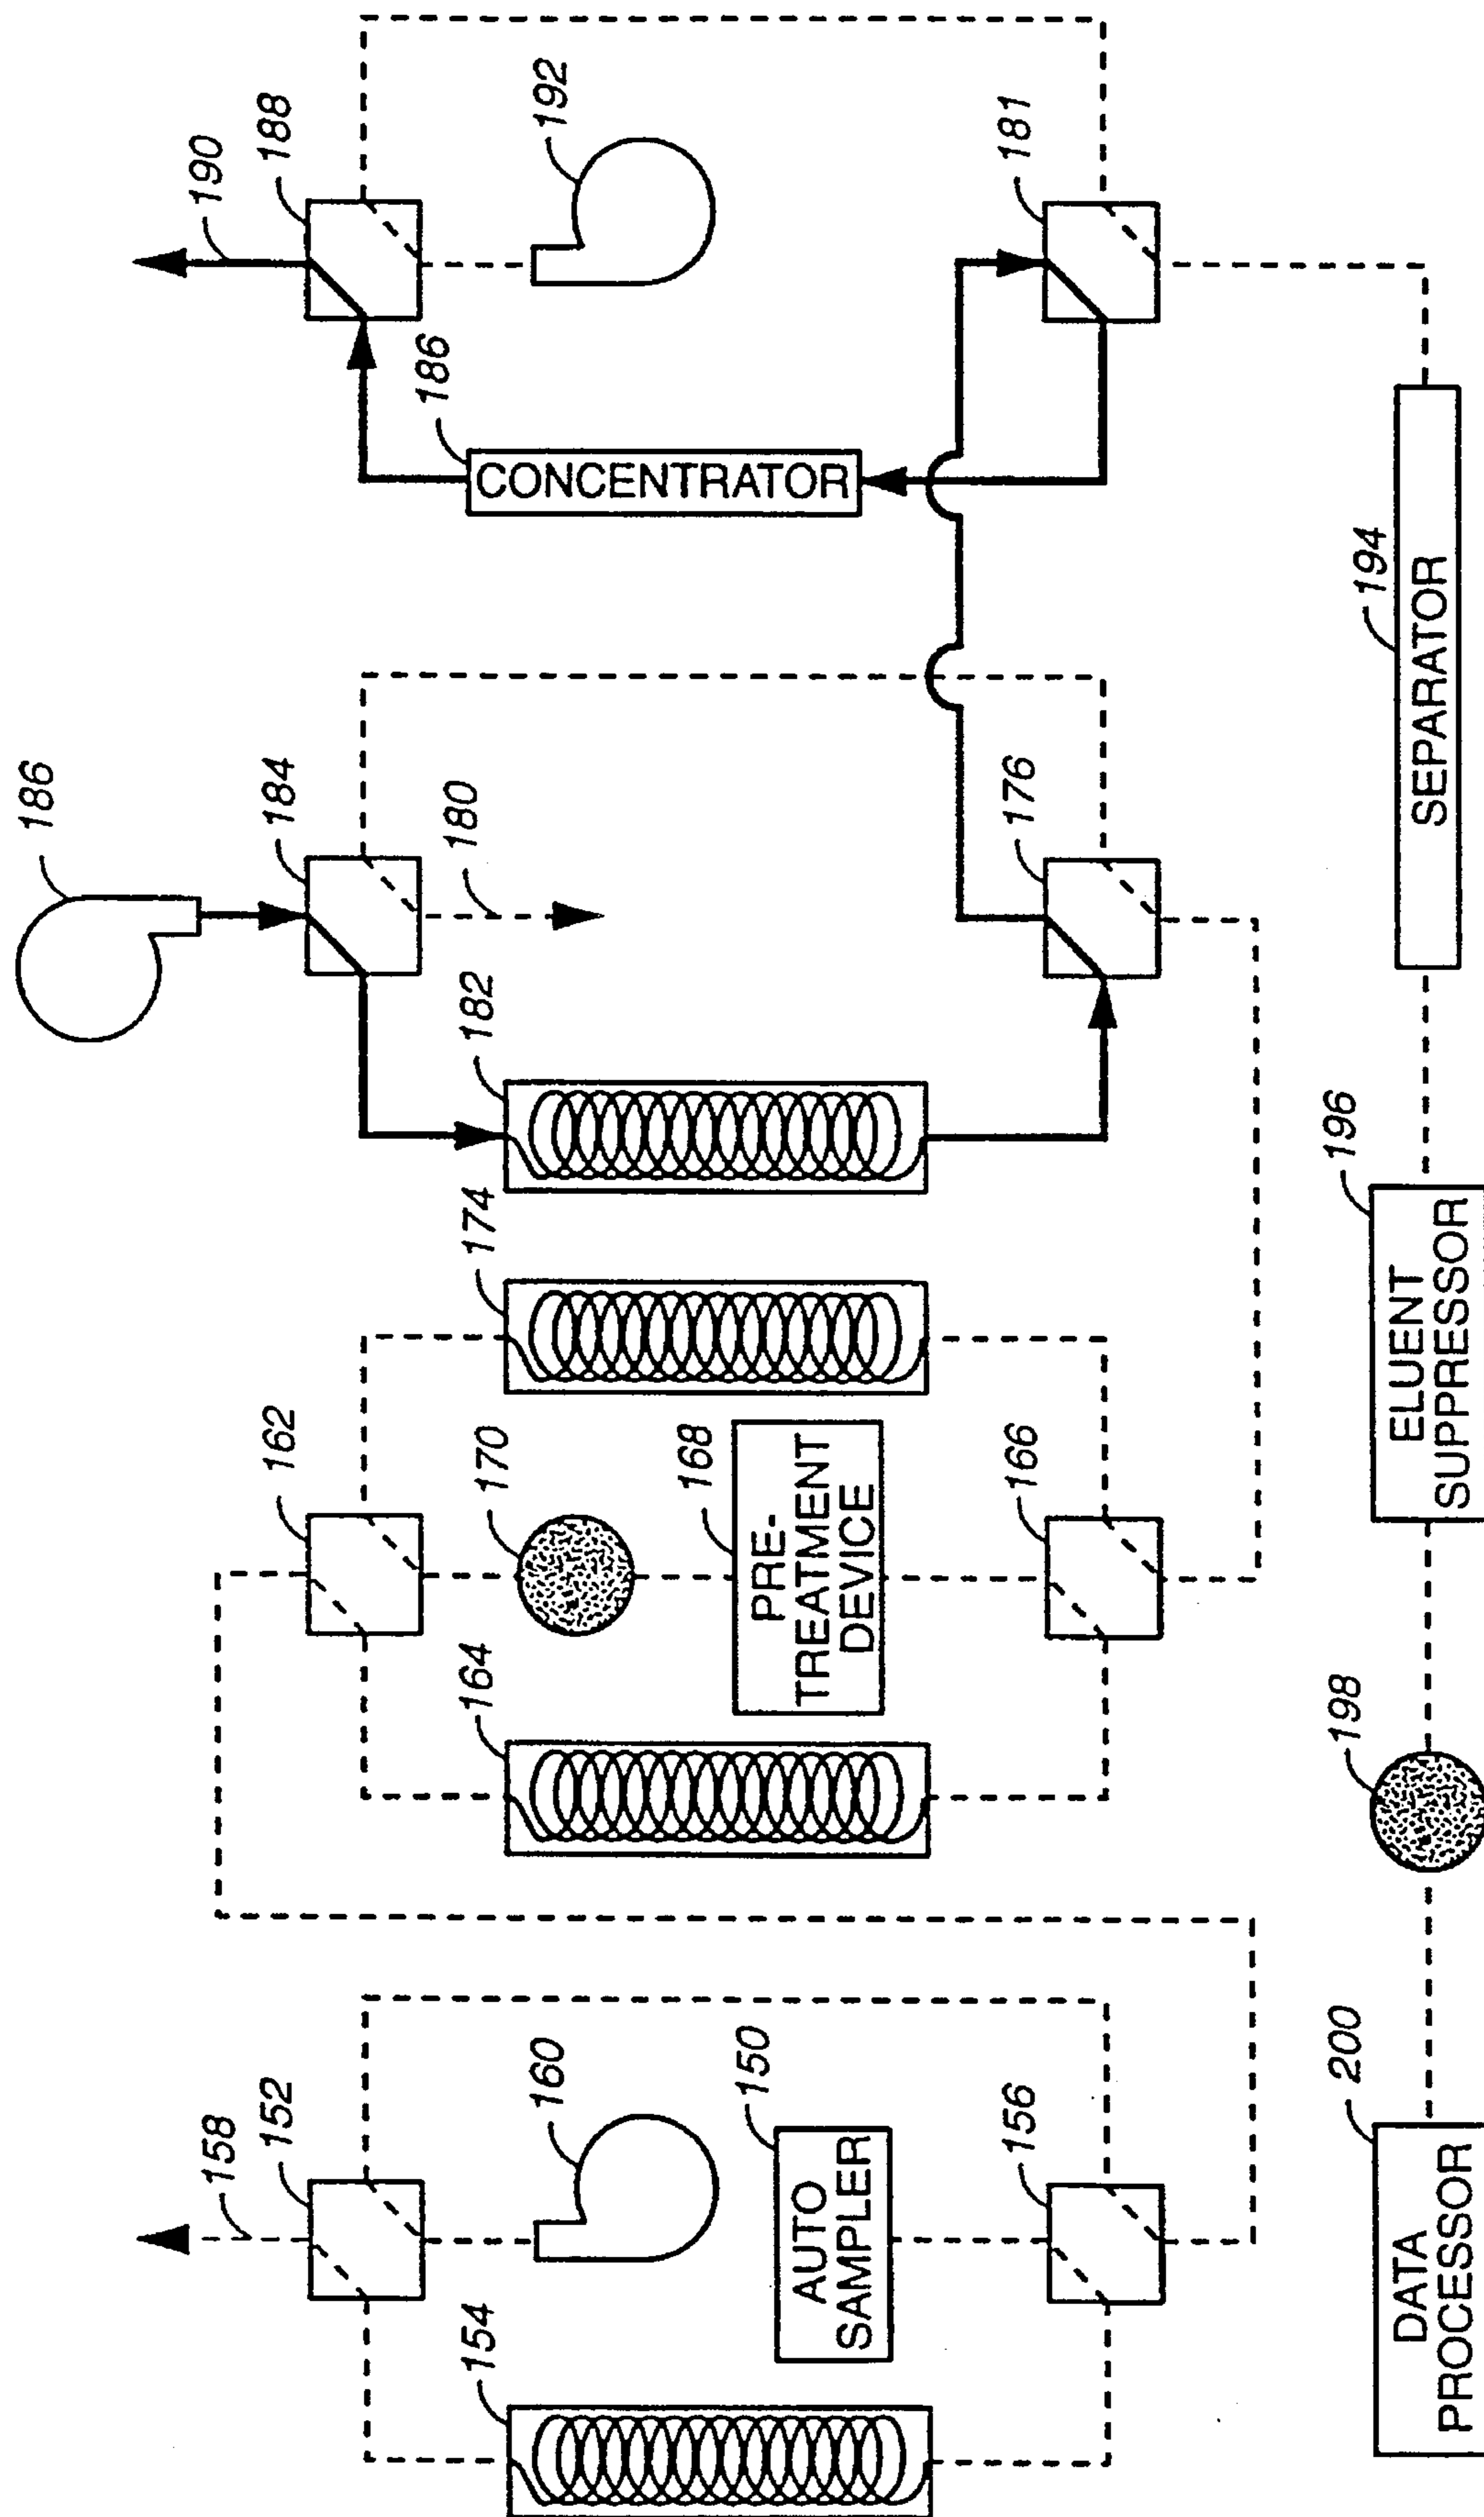 186
190
188
192
184
180
186
CONCENTRATOR
181
182
176
174
162
170
168
PRE-
TREATMENT
DEVICE
166
164
158
152
160
150
AUTO
SAMPLER
156
154
194
SEPARATOR
196
ELUENT
SUPPRESSOR
198
200
DATA
PROCESSOR